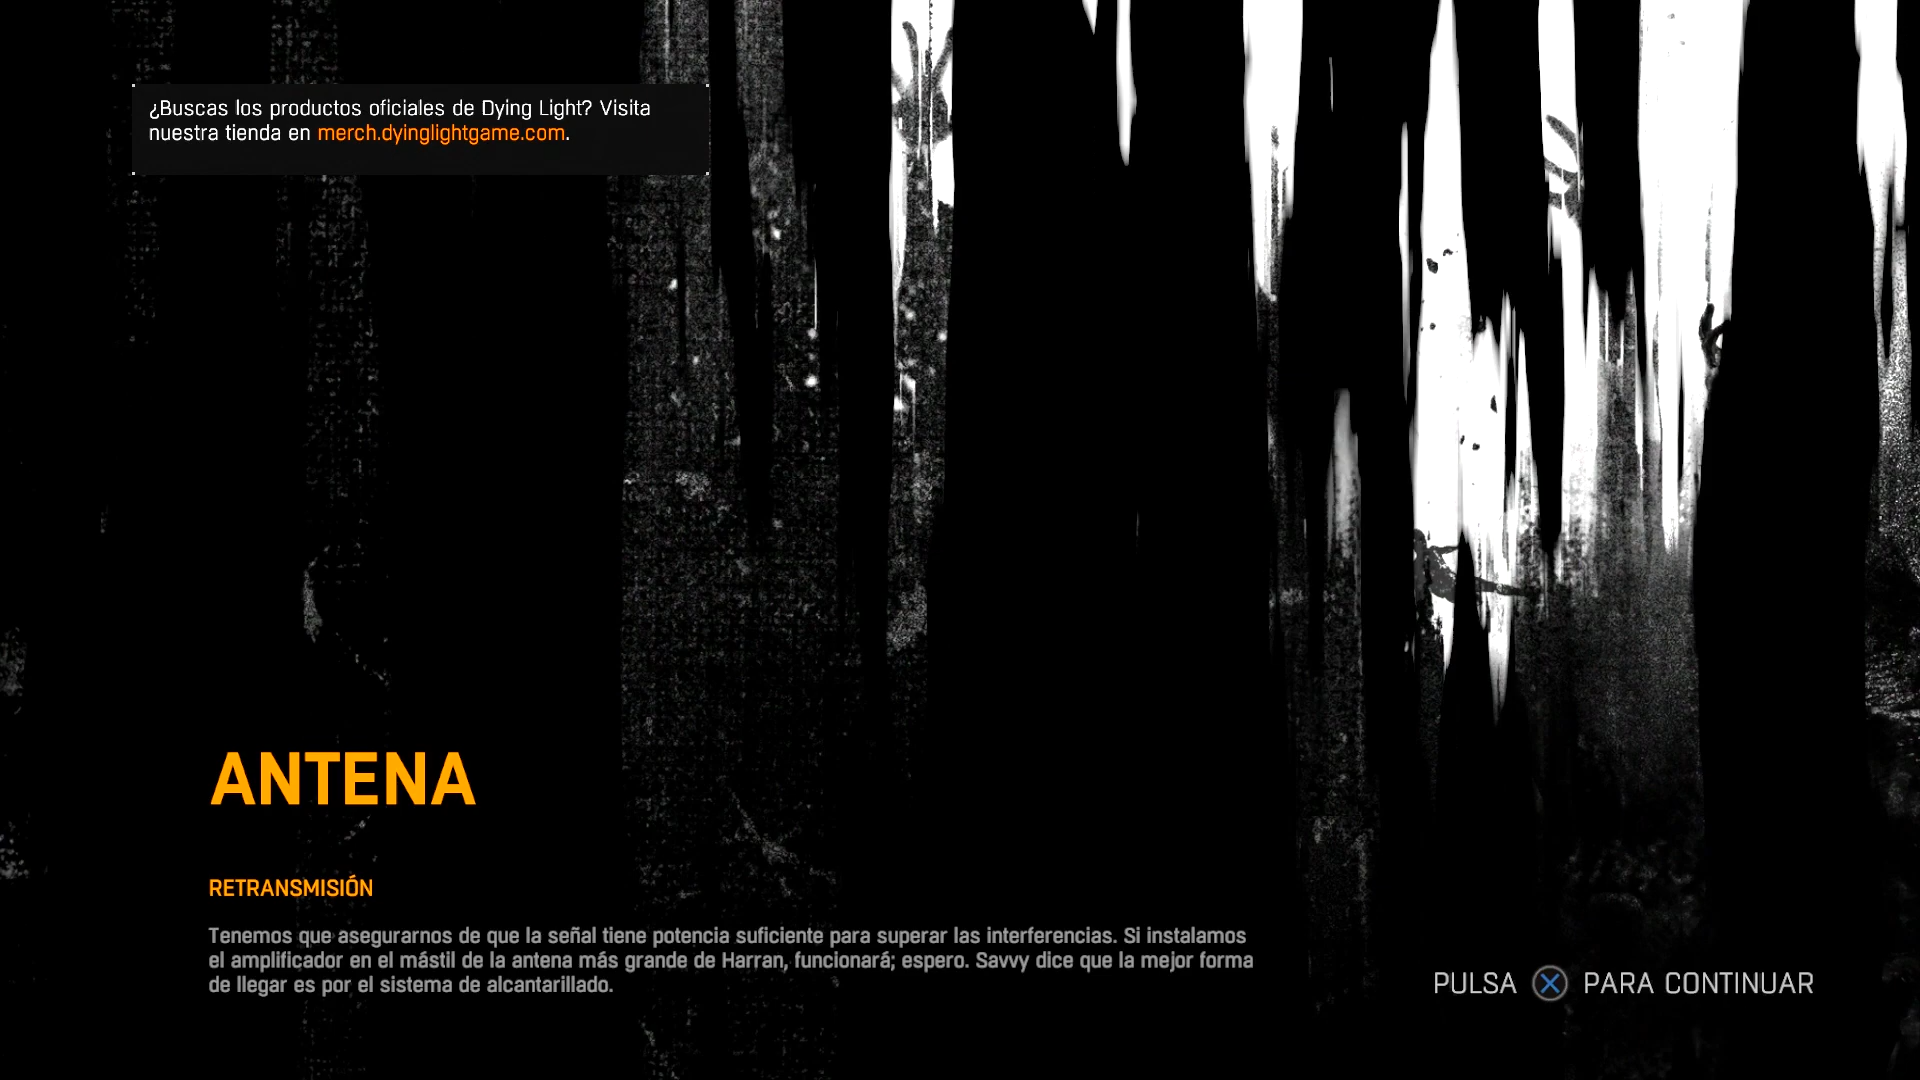 ¿Buscas los productos oficiales de Dying Light? Visita
nuestra tienda en merch.dyinglightgame.com.
ANTENA
RETRANSMISIÓN
Tenemos que asegurarnos de que la señal tiene potencia suficiente para superar las interferencias. Si instalamos
el amplificador en el mástil de la antena más grande de Harran, funcionará; espero. Savvy dice que la mejor forma
de llegar es por el sistema de alcantarillado.
PULSA X PARA CONTINUAR